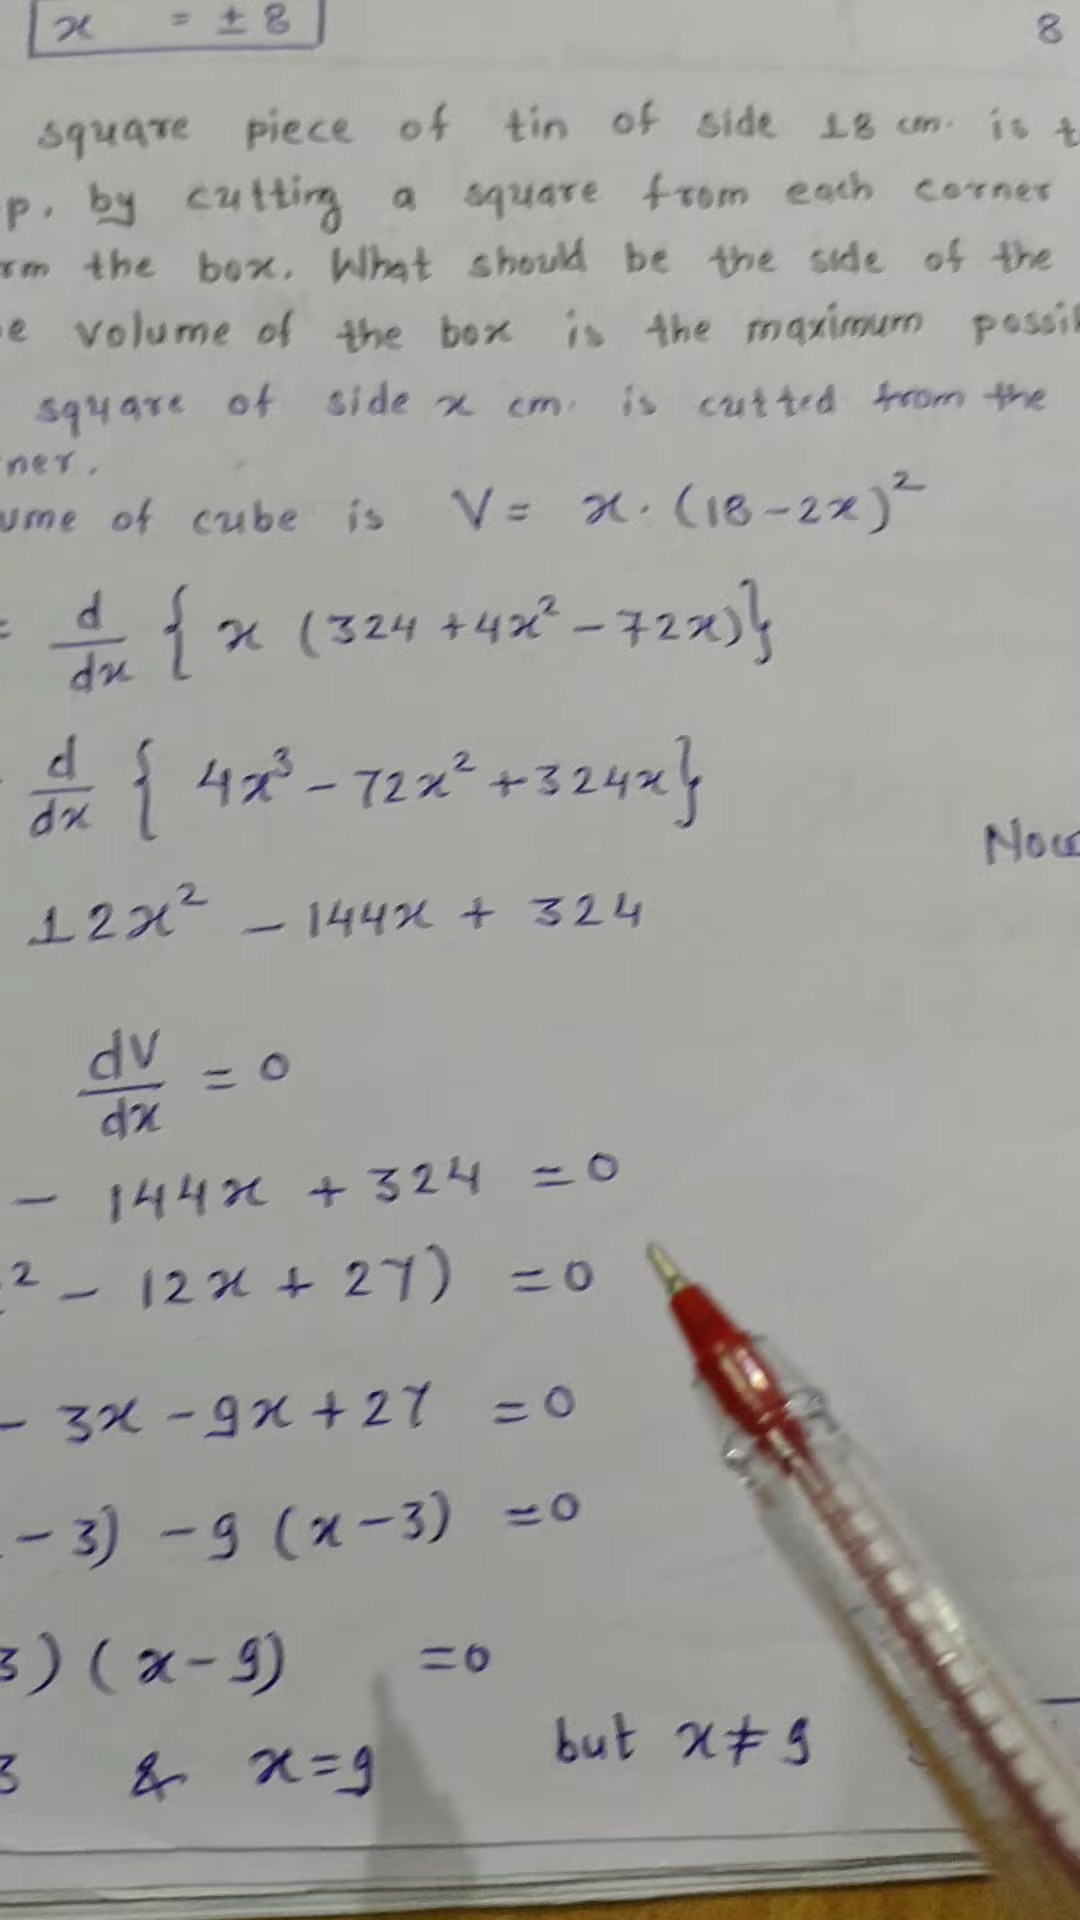 x = ± 8
8
square piece of tin of side 18 cm. is t
p, by cutting a square from each corner
rm the box. What should be the side of the
e volume of the box is the maximum possib
square of side x cm. is cutted from the
ner.
ume of cube is V = x. (18-2x)²
= d/dx { x (324 +4x² - 72x)}
d/dx { 4x³ - 72x² + 324x}
Now
12x² - 144x + 324
dV/dx = 0
- 144x + 324 = 0
² - 12x + 27) = 0
- 3x - 9x + 27 = 0
- 3) - 9 (x-3) = 0
3) (x-9) = 0
3 & x=9 but x≠9